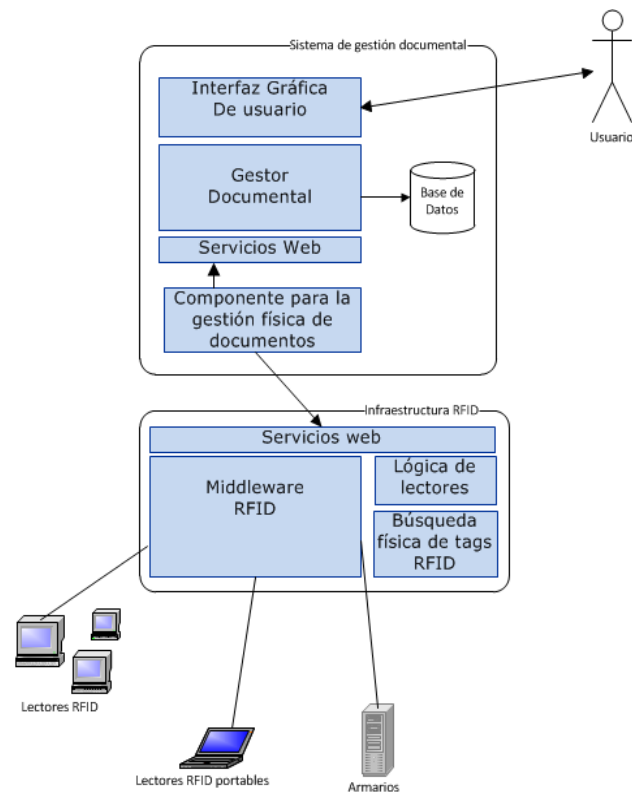 Sistema de gestión documental
Interfaz Gráfica
De usuario
Usuario
Gestor
Documental
Base de
Datos
Servicios Web
Componente para la
gestión física de
documentos
Infraestructura RFID
Servicios web
Middleware
RFID
Lógica de
lectores
Búsqueda
física de tags
RFID
Lectores RFID
Lectores RFID portables
Armarios